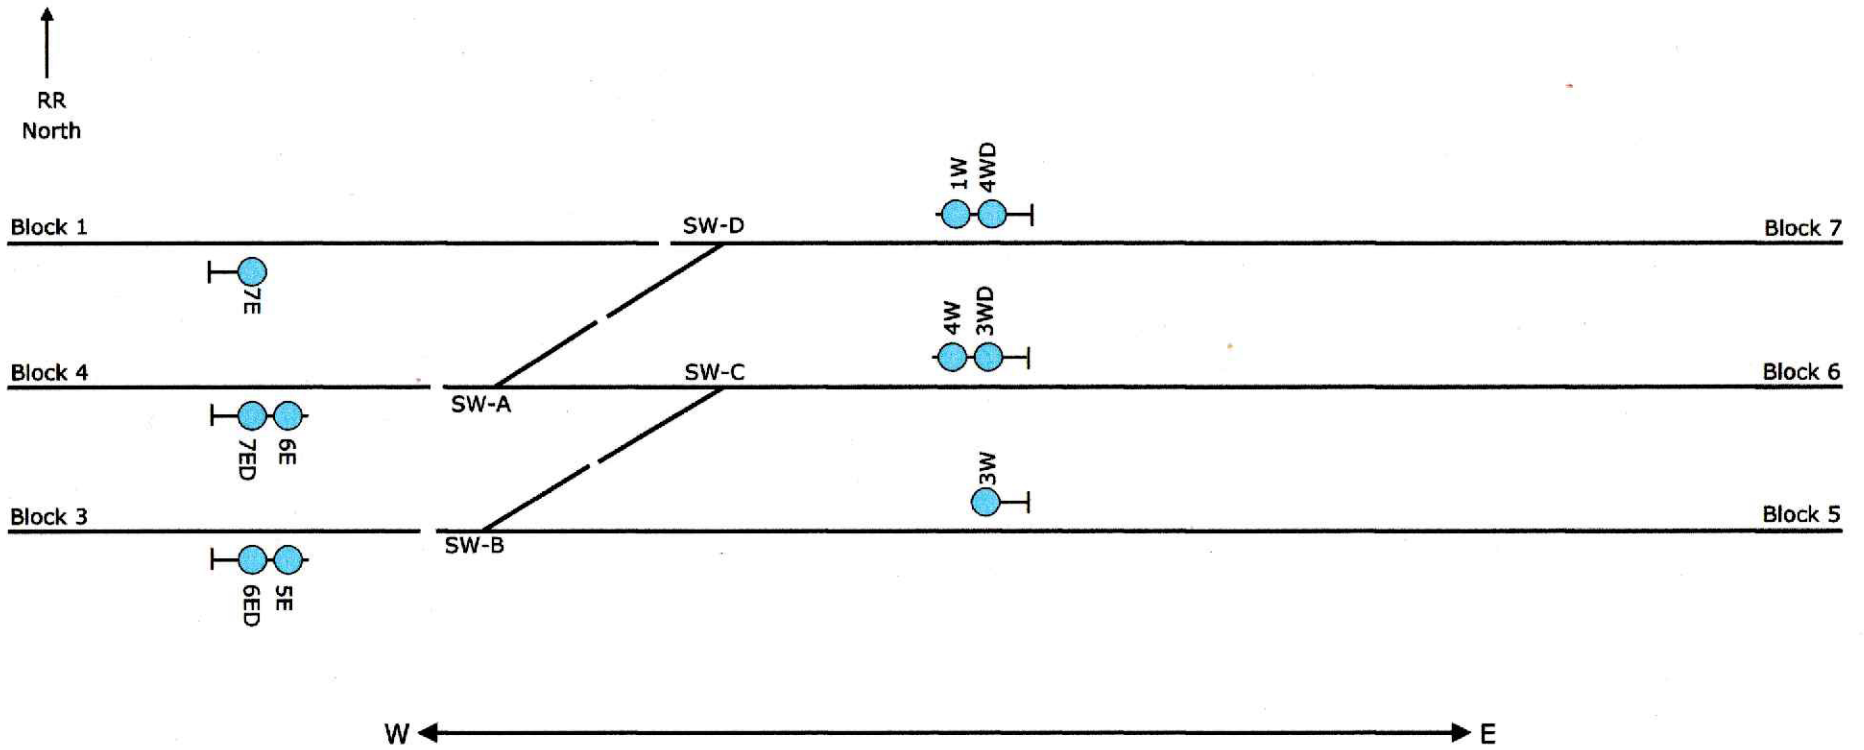 RR
North
1W
4WD
Block 1
SW-D
Block 7
7E
4W
3WD
Block 4
SW-C
Block 6
SW-A
7ED
6E
3W
Block 3
Block 5
SW-B
6ED
5E
W
E